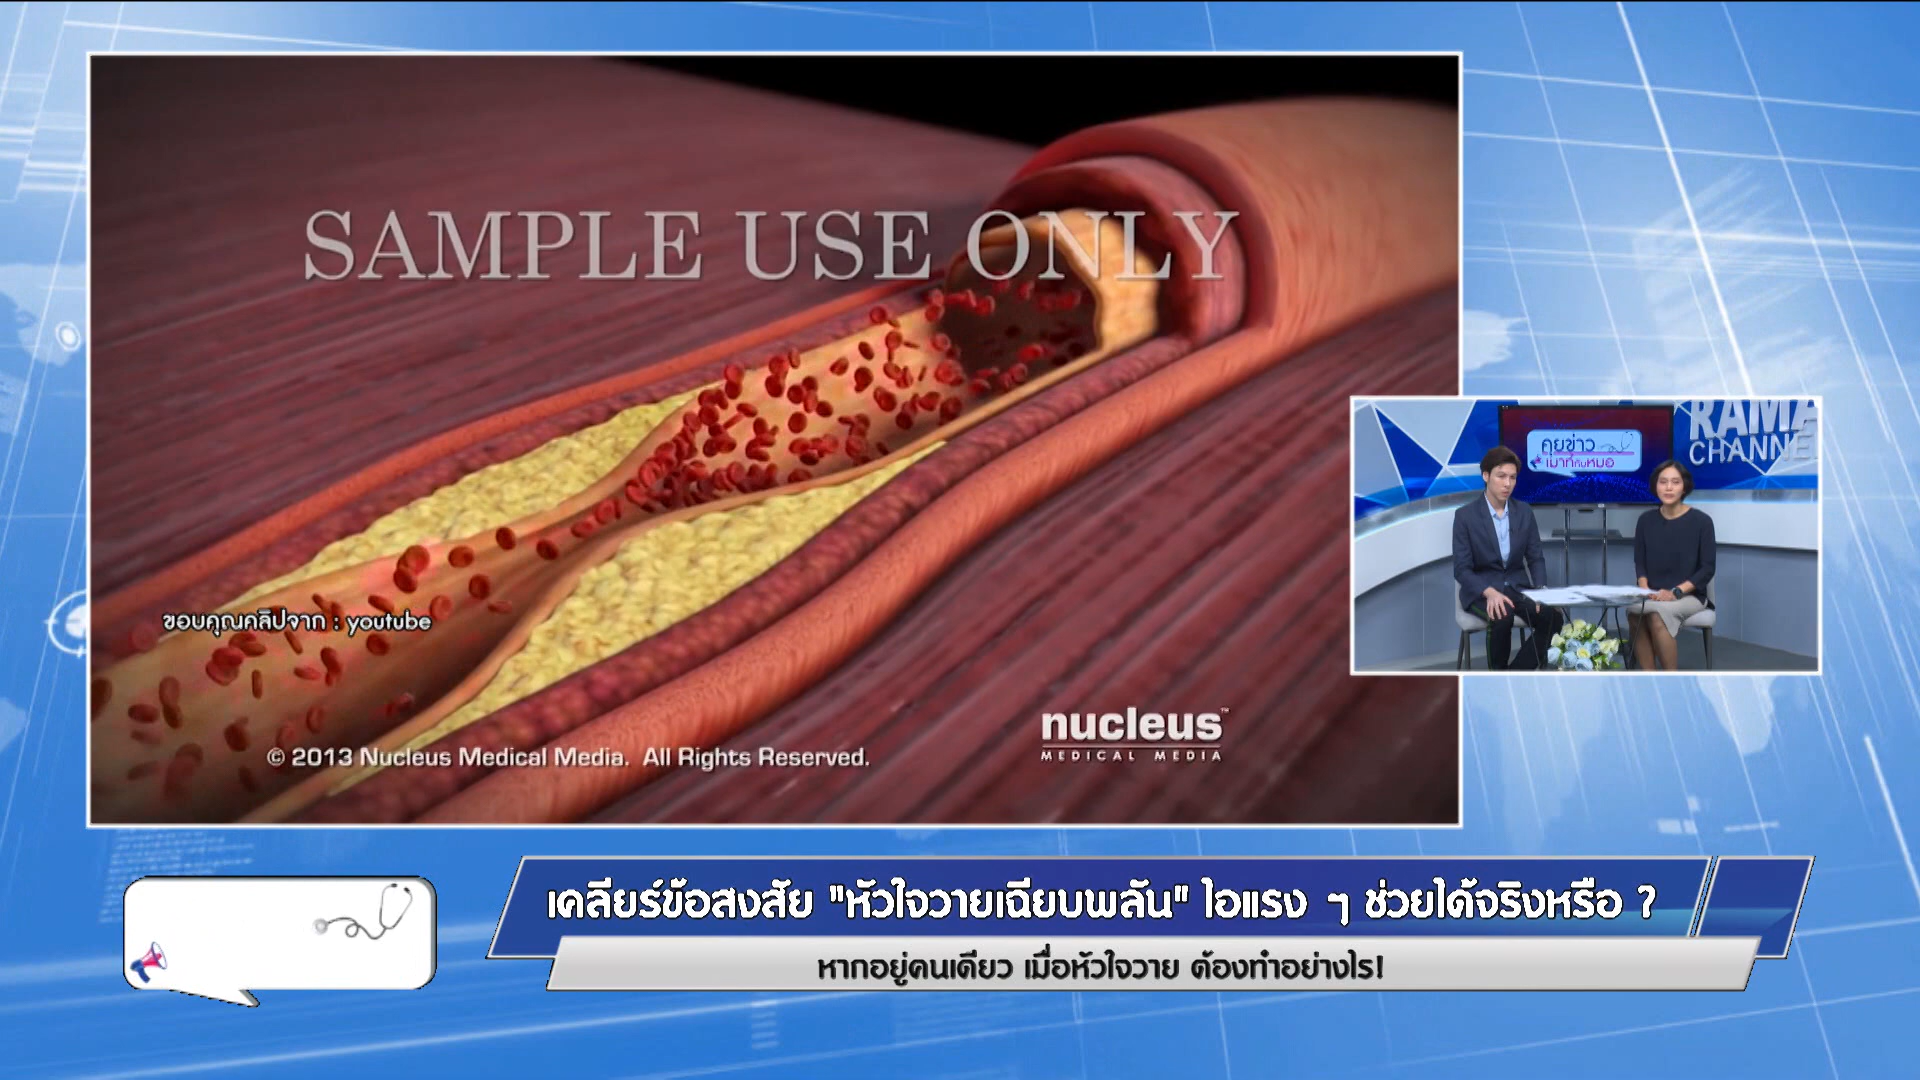 SAMPLE USE ONLY
RAMA
CHANNEL
คุยข่าว
เมาท์กับหมอ
ขอบคุณคลิปจาก : youtube
nucleus™
MEDICAL MEDIA
© 2013 Nucleus Medical Media. All Rights Reserved.
เคลียร์ข้อสงสัย "หัวใจวายเฉียบพลัน" ไอแรง ๆ ช่วยได้จริงหรือ ?
หากอยู่คนเดียว เมื่อหัวใจวาย ต้องทำอย่างไร!